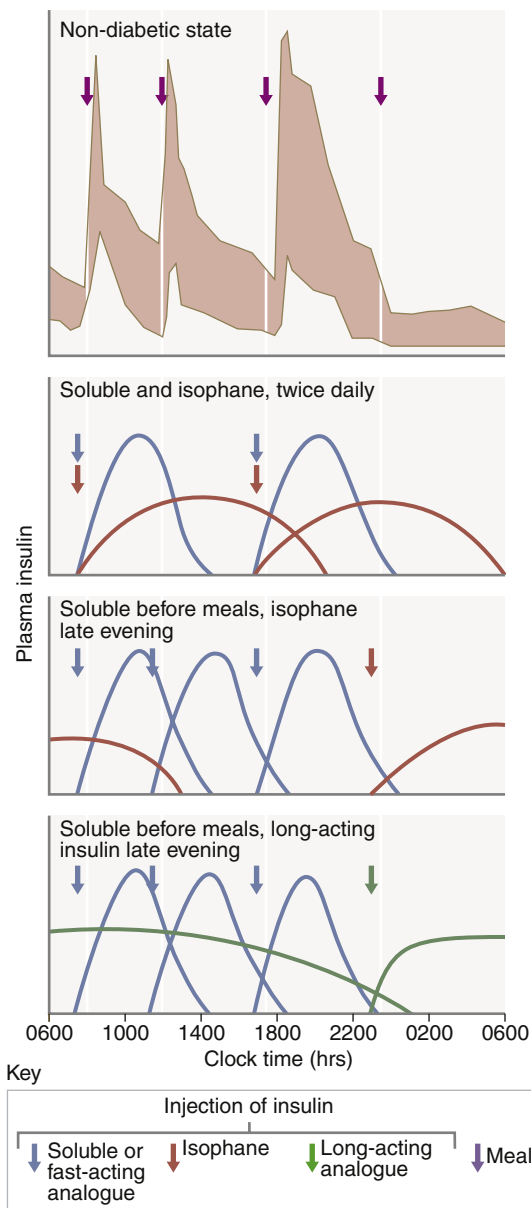 Non-diabetic state
Soluble and isophane, twice daily
Plasma insulin
Soluble before meals, isophane
late evening
Soluble before meals, long-acting
insulin late evening
0600 1000 1400 1800 2200 0200 0600
Clock time (hrs)
Key
Injection of insulin
Soluble or
fast-acting
analogue
Isophane
Long-acting
analogue
Meal